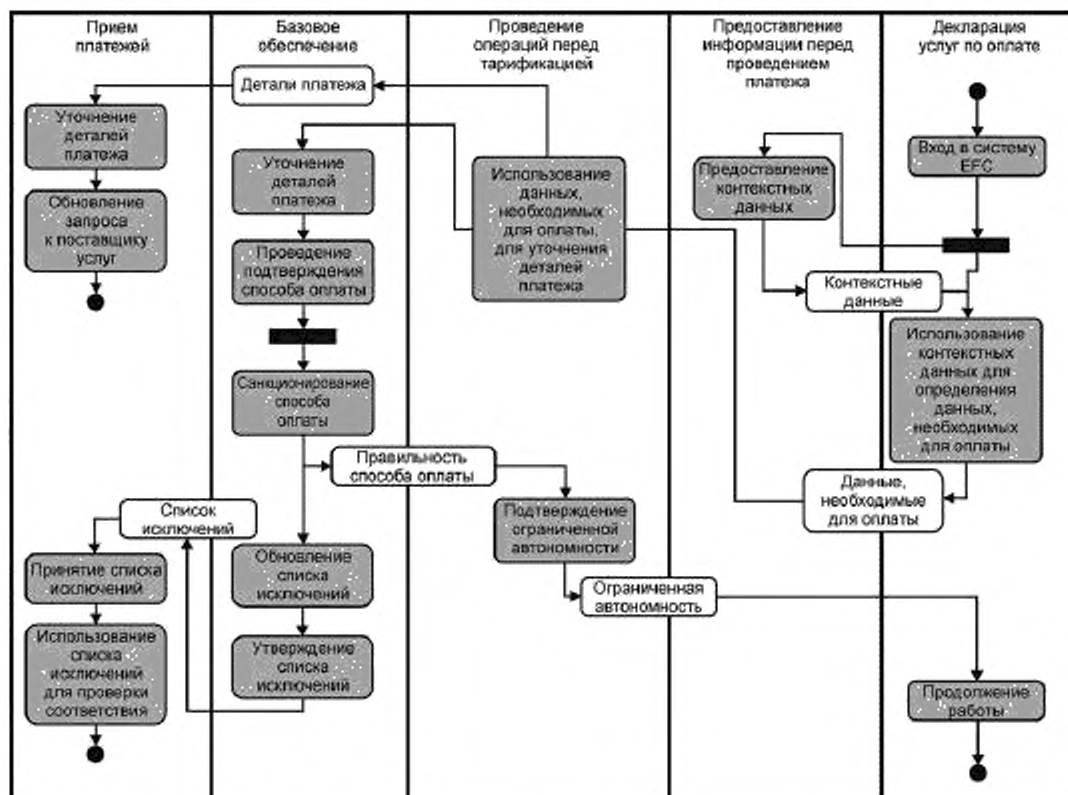 Прием
платежей
Базовое
обеспечение
Проведение
операций перед
тарификацией
Предоставление
информации перед
проведением
платежа
Декларация
услуг по оплате
Детали платежа
Уточнение
деталей
платежа
Обновление
запроса
к поставщику
услуг
Уточнение
деталей
платежа
Проведение
подтверждения
способа оплаты
Санкционирование
способа
оплаты
Использование
данных,
необходимых
для оплаты,
для уточнения
деталей
платежа
Предоставление
контекстных
данных
Вход в систему
EFC
Контекстные
данные
Использование
контекстных
данных для
определения
данных,
необходимых
для оплаты
Правильность
способа оплаты
Данные,
необходимые
для оплаты
Список
исключений
Подтверждение
ограниченной
автономности
Принятие списка
исключений
Обновление
списка
исключений
Ограниченная
автономность
Использование
списка
исключений
для проверки
соответствия
Утверждение
списка
исключений
Продолжение
работы